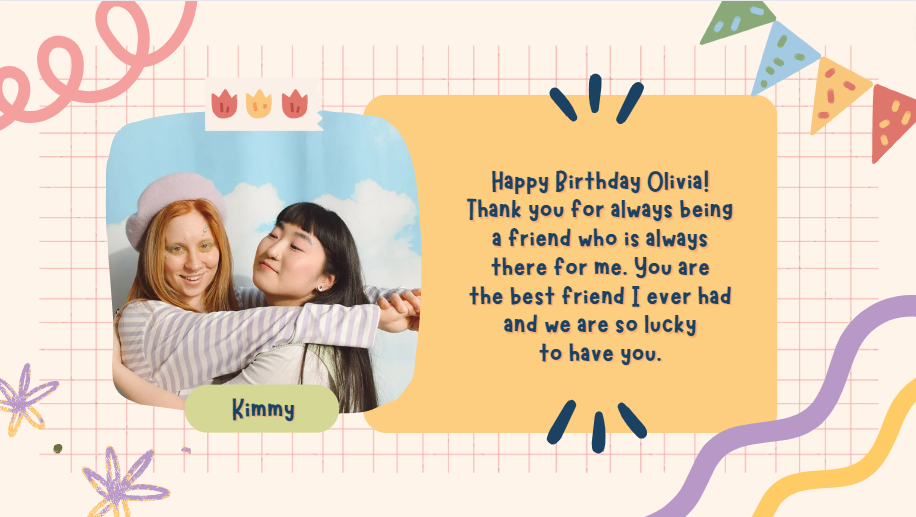 Happy Birthday Olivia!
Thank you for always being
a friend who is always
there for me. You are
the best friend I ever had
and we are so lucky
to have you.
Kimmy